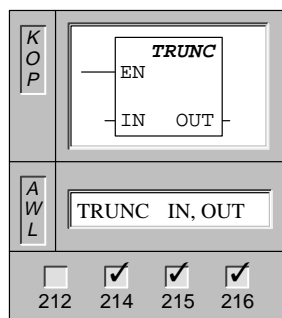 K
O
P
TRUNC
EN
IN OUT
A
W
L
TRUNC IN, OUT
212 214 215 216